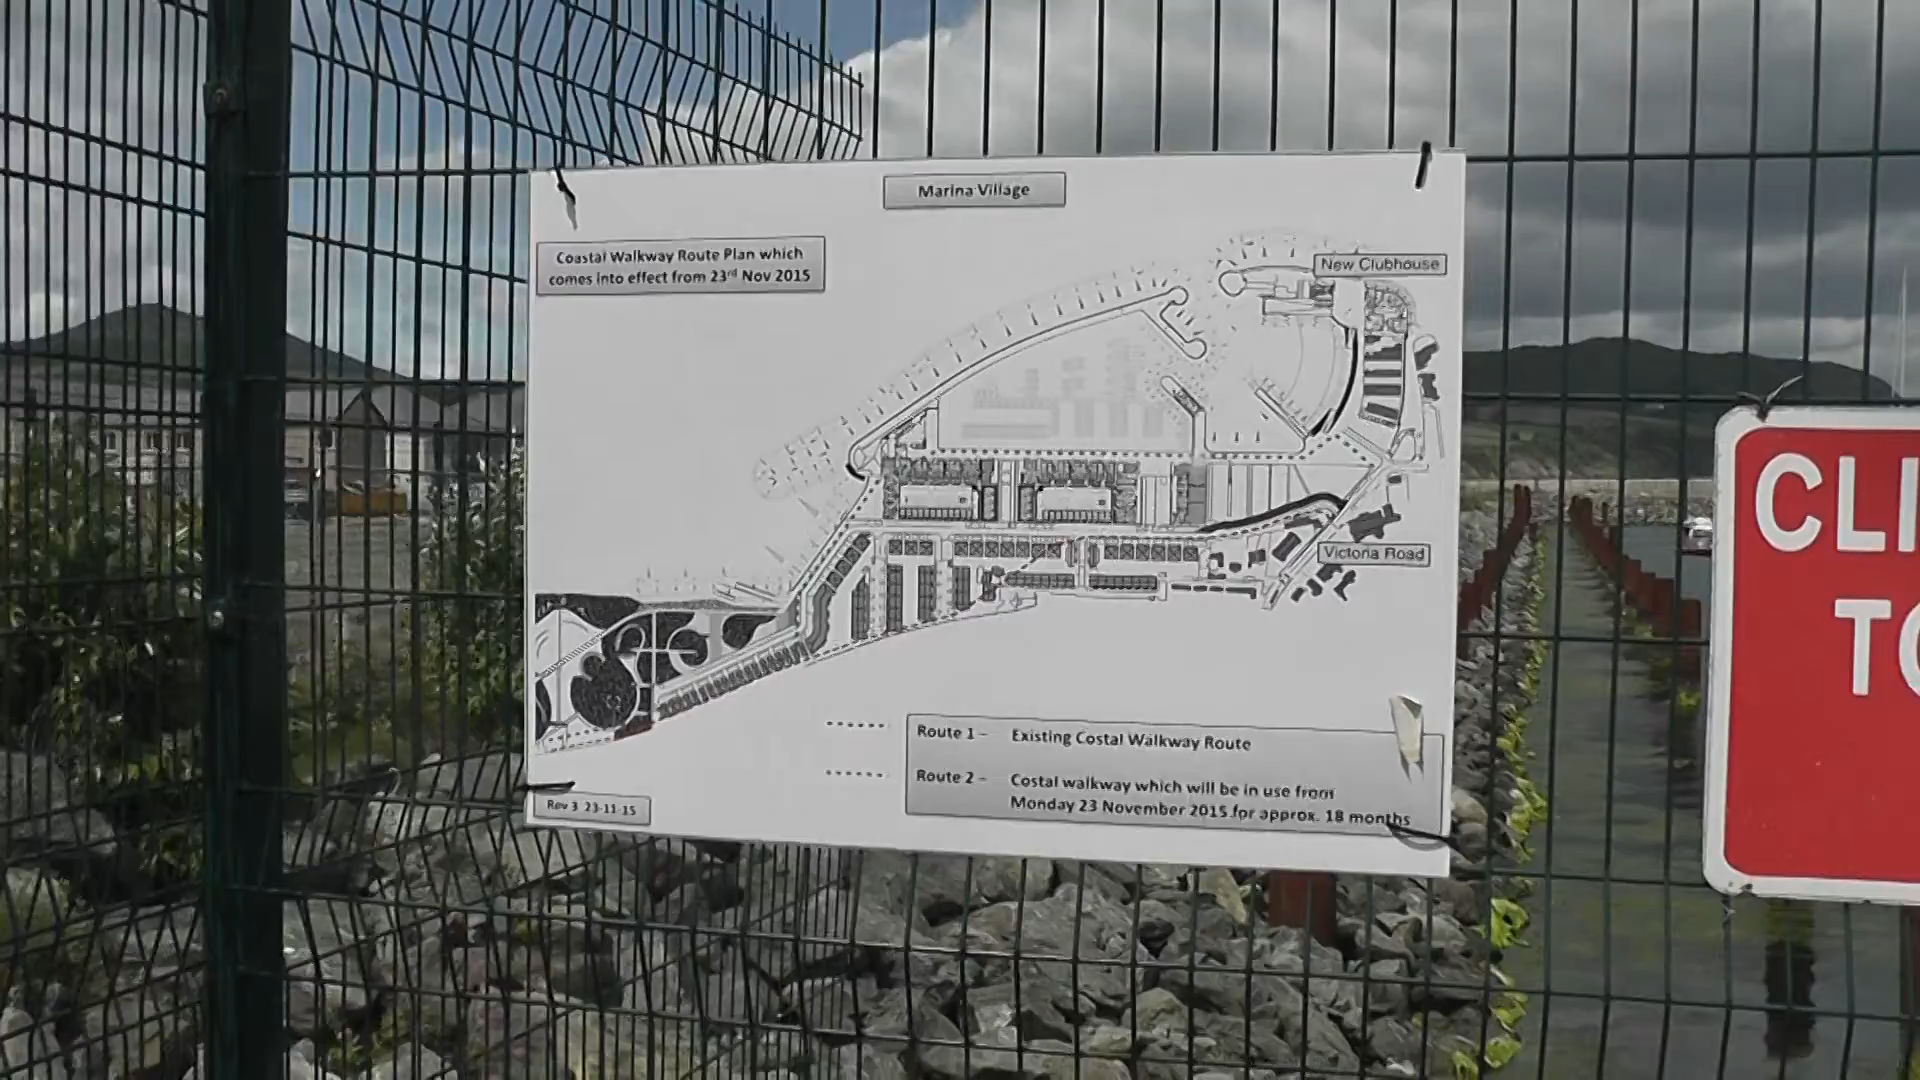 Marina Village
Coastal Walkway Route Plan which
comes into effect from 23rd Nov 2015
New Clubhouse
Victoria Road
Route 1 – Existing Costal Walkway Route
Route 2 – Costal walkway which will be in use from
Monday 23 November 2015 for approx. 18 months
Rev 3 23-11-15
CLI
TO